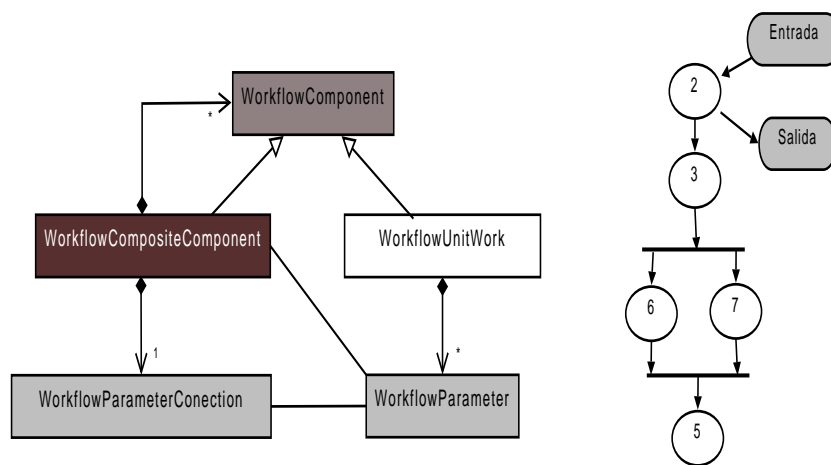 WorkflowComponent
*
WorkflowCompositeComponent
WorkflowUnitWork
1
*
WorkflowParameterConection
WorkflowParameter
Entrada
2
Salida
3
6
7
5